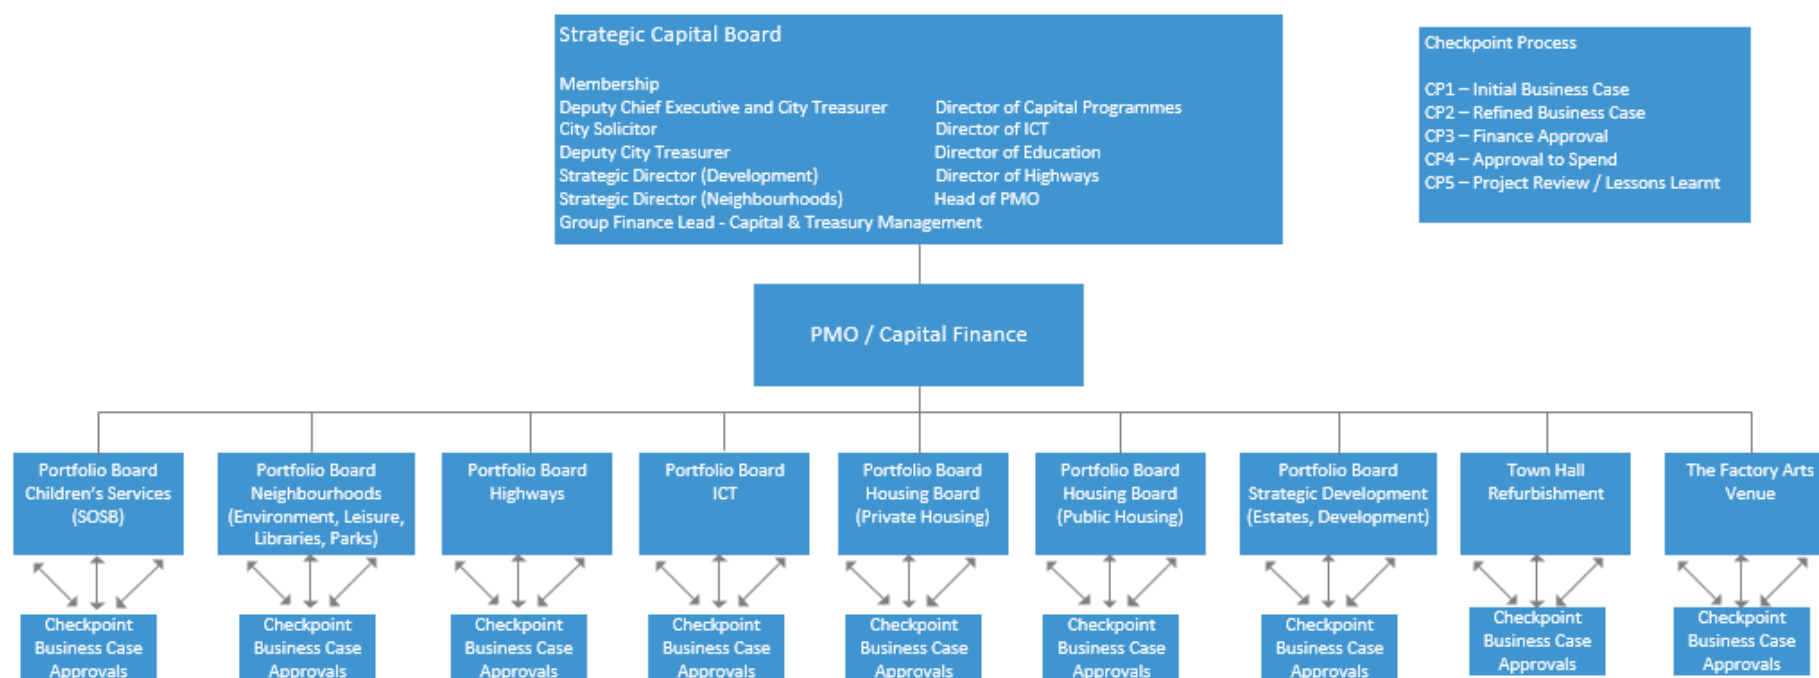 Strategic Capital Board
Membership
Deputy Chief Executive and City Treasurer Director of Capital Programmes
City Solicitor Director of ICT
Deputy City Treasurer Director of Education
Strategic Director (Development) Director of Highways
Strategic Director (Neighbourhoods) Head of PMO
Group Finance Lead - Capital & Treasury Management
Checkpoint Process
CP1 – Initial Business Case
CP2 – Refined Business Case
CP3 – Finance Approval
CP4 – Approval to Spend
CP5 – Project Review / Lessons Learnt
PMO / Capital Finance
Portfolio Board
Children's Services
(SOSB)
Portfolio Board
Neighbourhoods
(Environment, Leisure,
Libraries, Parks)
Portfolio Board
Highways
Portfolio Board
ICT
Portfolio Board
Housing Board
(Private Housing)
Portfolio Board
Housing Board
(Public Housing)
Portfolio Board
Strategic Development
(Estates, Development)
Town Hall
Refurbishment
The Factory Arts
Venue
Checkpoint
Business Case
Approvals
Checkpoint
Business Case
Approvals
Checkpoint
Business Case
Approvals
Checkpoint
Business Case
Approvals
Checkpoint
Business Case
Approvals
Checkpoint
Business Case
Approvals
Checkpoint
Business Case
Approvals
Checkpoint
Business Case
Approvals
Checkpoint
Business Case
Approvals